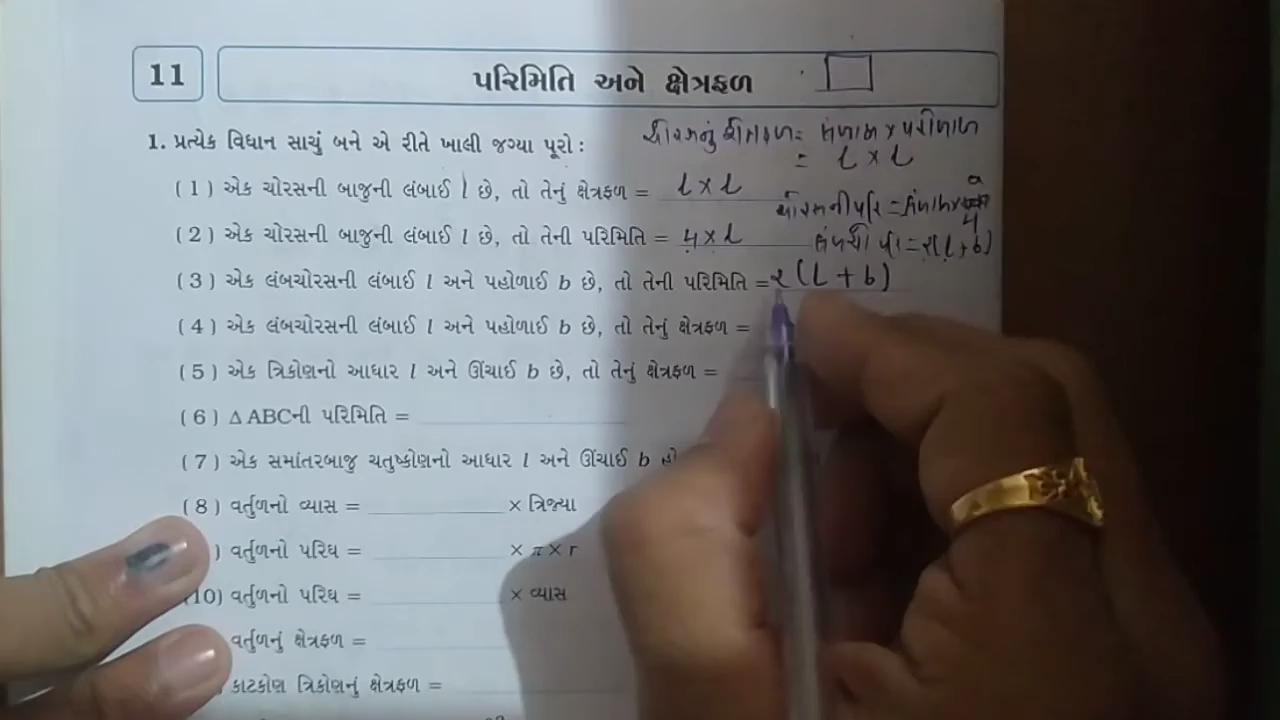 11 પરિમિતિ અને ક્ષેત્રફળ
1. પ્રત્યેક વિધાન સાચું બને એ રીતે ખાલી જગ્યા પૂરો :
= l × l
(1) એક ચોરસની બાજુની લંબાઈ l છે, તો તેનું ક્ષેત્રફળ = l × l
(2) એક ચોરસની બાજુની લંબાઈ l છે, તો તેની પરિમિતિ = 4 × l
= ૨(l+b)
(3) એક લંબચોરસની લંબાઈ l અને પહોળાઈ b છે, તો તેની પરિમિતિ = ૨(l + b)
(4) એક લંબચોરસની લંબાઈ l અને પહોળાઈ b છે, તો તેનું ક્ષેત્રફળ =
(5) એક ત્રિકોણનો આધાર l અને ઊંચાઈ b છે, તો તેનું ક્ષેત્રફળ =
(6) △ABCની પરિમિતિ =
(7) એક સમાંતરબાજુ ચતુષ્કોણનો આધાર l અને ઊંચાઈ b
(8) વર્તુળનો વ્યાસ = × ત્રિજ્યા
) વર્તુળનો પરિઘ = × π × r
10) વર્તુળનો પરિઘ = × વ્યાસ
વર્તુળનું ક્ષેત્રફળ =
કાટકોણ ત્રિકોણનું ક્ષેત્રફળ =